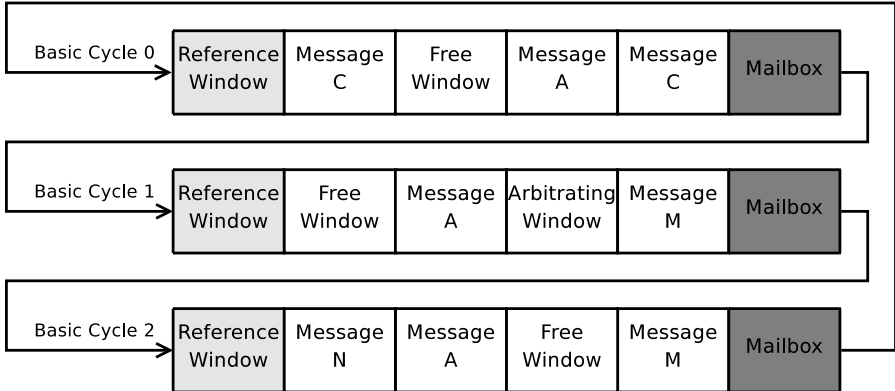 Basic Cycle 0
Reference Window
Message C
Free Window
Message A
Message C
Mailbox
Basic Cycle 1
Reference Window
Free Window
Message A
Arbitrating Window
Message M
Mailbox
Basic Cycle 2
Reference Window
Message N
Message A
Free Window
Message M
Mailbox